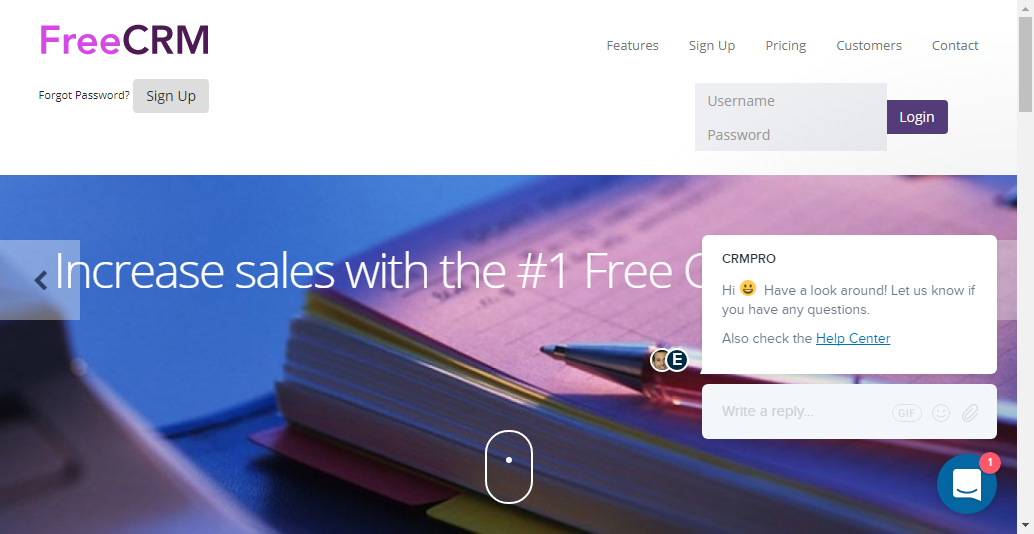 FreeCRM
Features Sign Up Pricing Customers Contact
Forgot Password? Sign Up
Username
Password
Login
Increase sales with the #1 Free C
CRMPRO
Hi 😀 Have a look around! Let us know if
you have any questions.
Also check the Help Center
E
Write a reply...
GIF
1